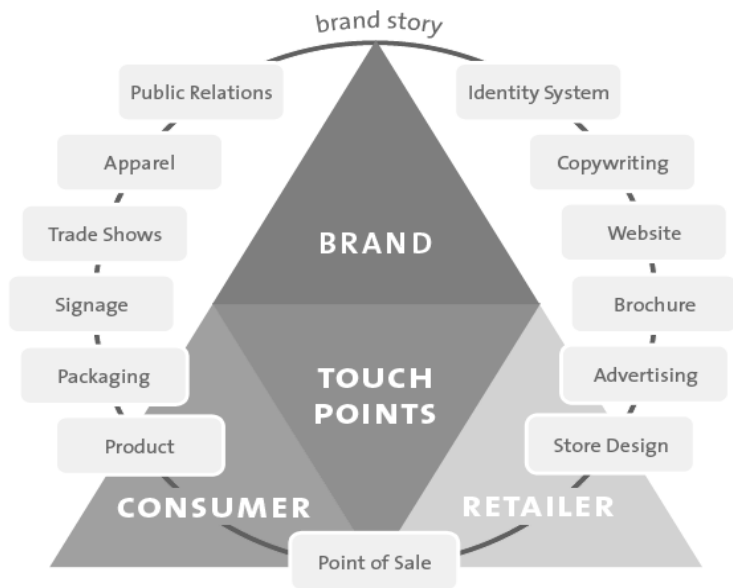 brand story
Public Relations
Identity System
Apparel
Copywriting
Trade Shows
Website
BRAND
Signage
Brochure
Packaging
TOUCH
POINTS
Advertising
Product
Store Design
CONSUMER
RETAILER
Point of Sale